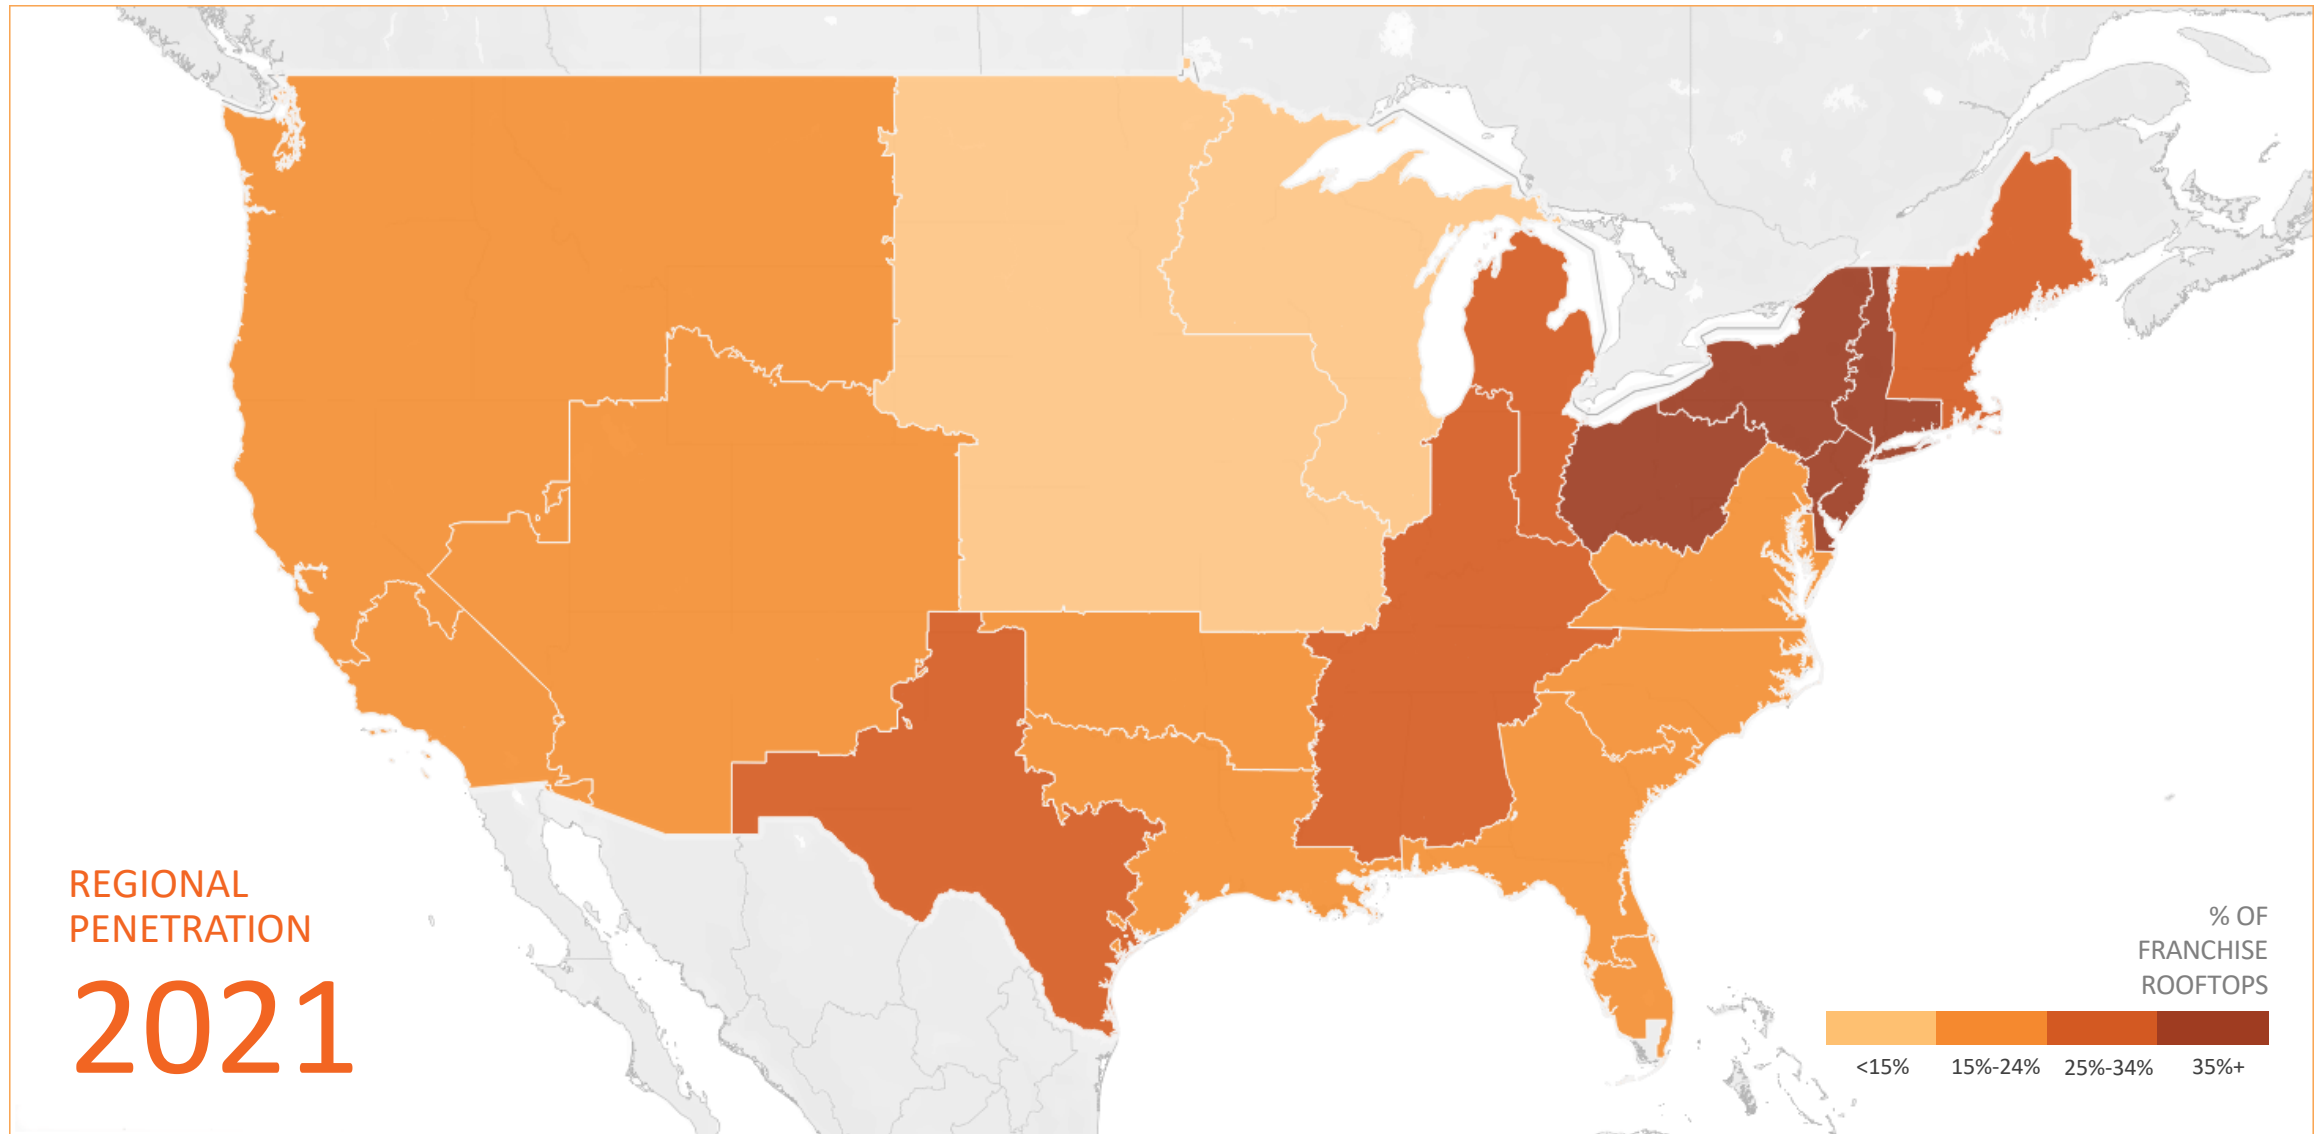 REGIONAL
PENETRATION
2021
% OF
FRANCHISE
ROOFTOPS
<15% 15%-24% 25%-34% 35%+